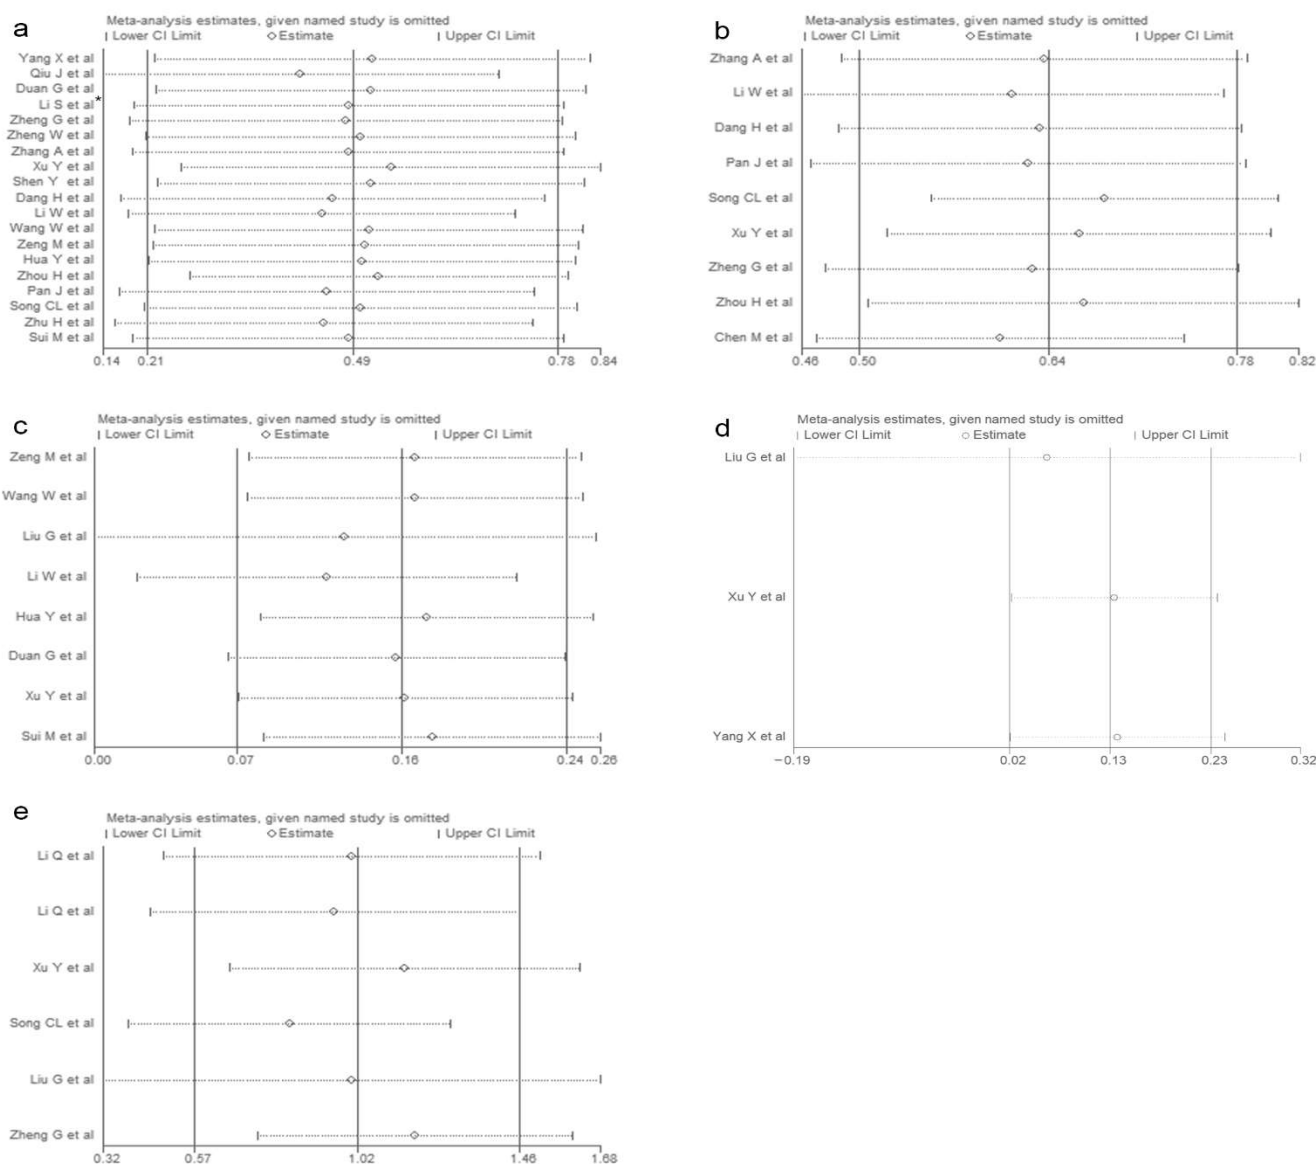 a
Meta-analysis estimates, given named study is omitted
| Lower CI Limit ◇Estimate | Upper CI Limit
Yang X et al
Qiu J et al
Duan G et al
Li S et al*
Zheng G et al
Zheng W et al
Zhang A et al
Xu Y et al
Shen Y et al
Dang H et al
Li W et al
Wang W et al
Zeng M et al
Hua Y et al
Zhou H et al
Pan J et al
Song CL et al
Zhu H et al
Sui M et al
0.14 0.21 0.49 0.78 0.84
b
Meta-analysis estimates, given named study is omitted
| Lower CI Limit ◇Estimate | Upper CI Limit
Zhang A et al
Li W et al
Dang H et al
Pan J et al
Song CL et al
Xu Y et al
Zheng G et al
Zhou H et al
Chen M et al
0.46 0.50 0.64 0.78 0.82
c
Meta-analysis estimates, given named study is omitted
| Lower CI Limit ◇Estimate | Upper CI Limit
Zeng M et al
Wang W et al
Liu G et al
Li W et al
Hua Y et al
Duan G et al
Xu Y et al
Sui M et al
0.00 0.07 0.16 0.24 0.26
d
Meta-analysis estimates, given named study is omitted
| Lower CI Limit ○Estimate | Upper CI Limit
Liu G et al
Xu Y et al
Yang X et al
−0.19 0.02 0.13 0.23 0.32
e
Meta-analysis estimates, given named study is omitted
| Lower CI Limit ◇Estimate | Upper CI Limit
Li Q et al
Li Q et al
Xu Y et al
Song CL et al
Liu G et al
Zheng G et al
0.32 0.57 1.02 1.46 1.68